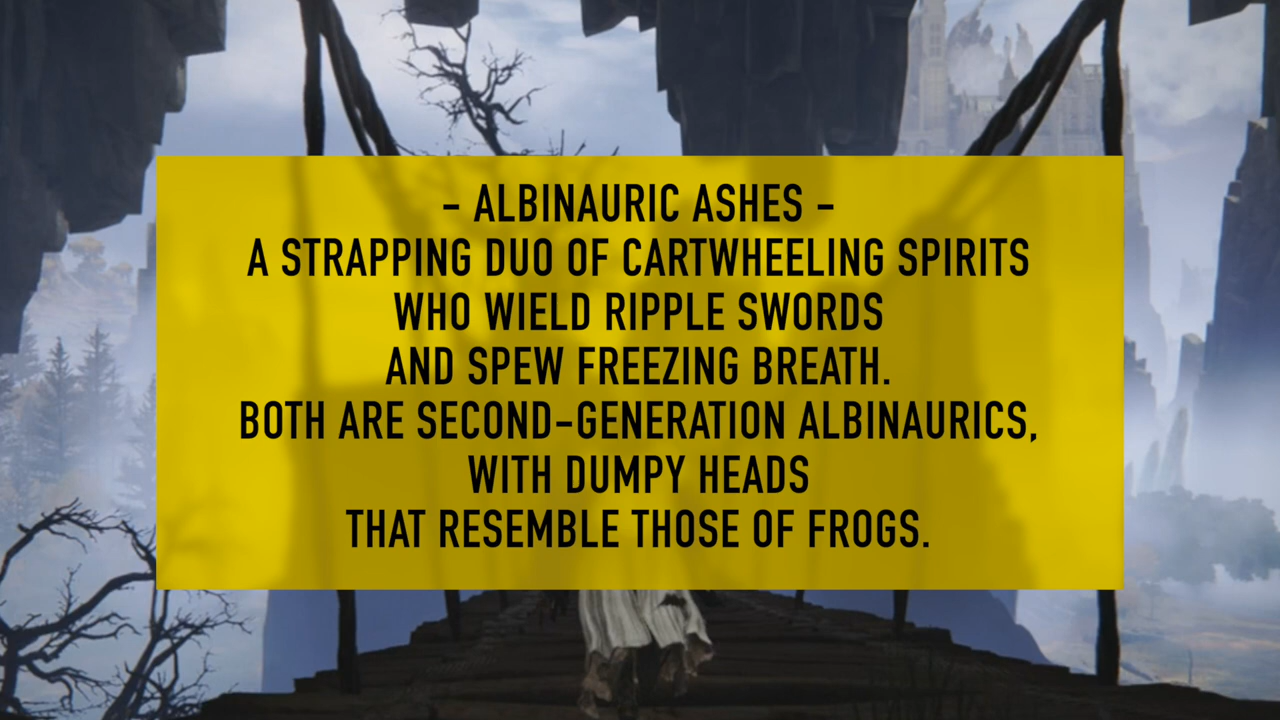 - ALBINAURIC ASHES -
A STRAPPING DUO OF CARTWHEELING SPIRITS
WHO WIELD RIPPLE SWORDS
AND SPEW FREEZING BREATH.
BOTH ARE SECOND-GENERATION ALBINAURICS,
WITH DUMPY HEADS
THAT RESEMBLE THOSE OF FROGS.